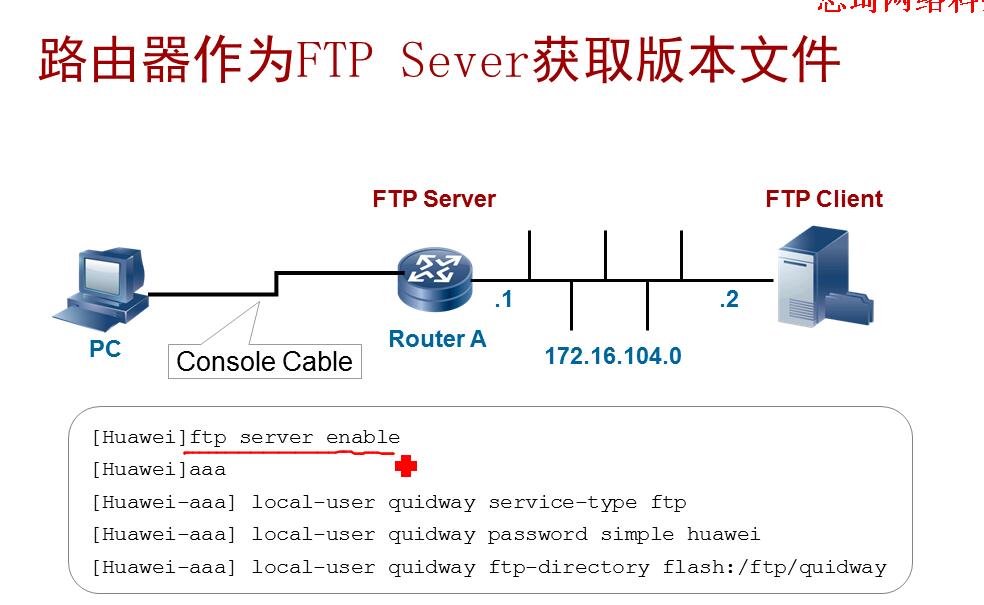 路由器作为FTP Sever获取版本文件
FTP Server
FTP Client
.1
.2
PC
Router A
172.16.104.0
Console Cable
[Huawei]ftp server enable
[Huawei]aaa
[Huawei-aaa] local-user quidway service-type ftp
[Huawei-aaa] local-user quidway password simple huawei
[Huawei-aaa] local-user quidway ftp-directory flash:/ftp/quidway